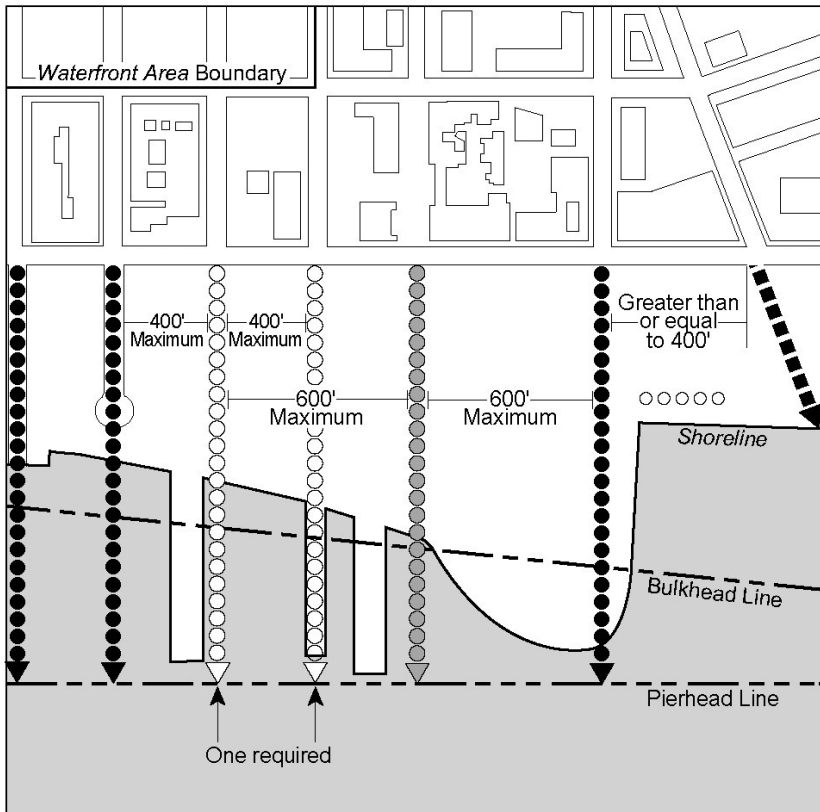 Waterfront Area Boundary
400'
Maximum
400'
Maximum
Greater than
or equal
to 400'
600'
Maximum
600'
Maximum
Shoreline
Bulkhead Line
Pierhead Line
One required